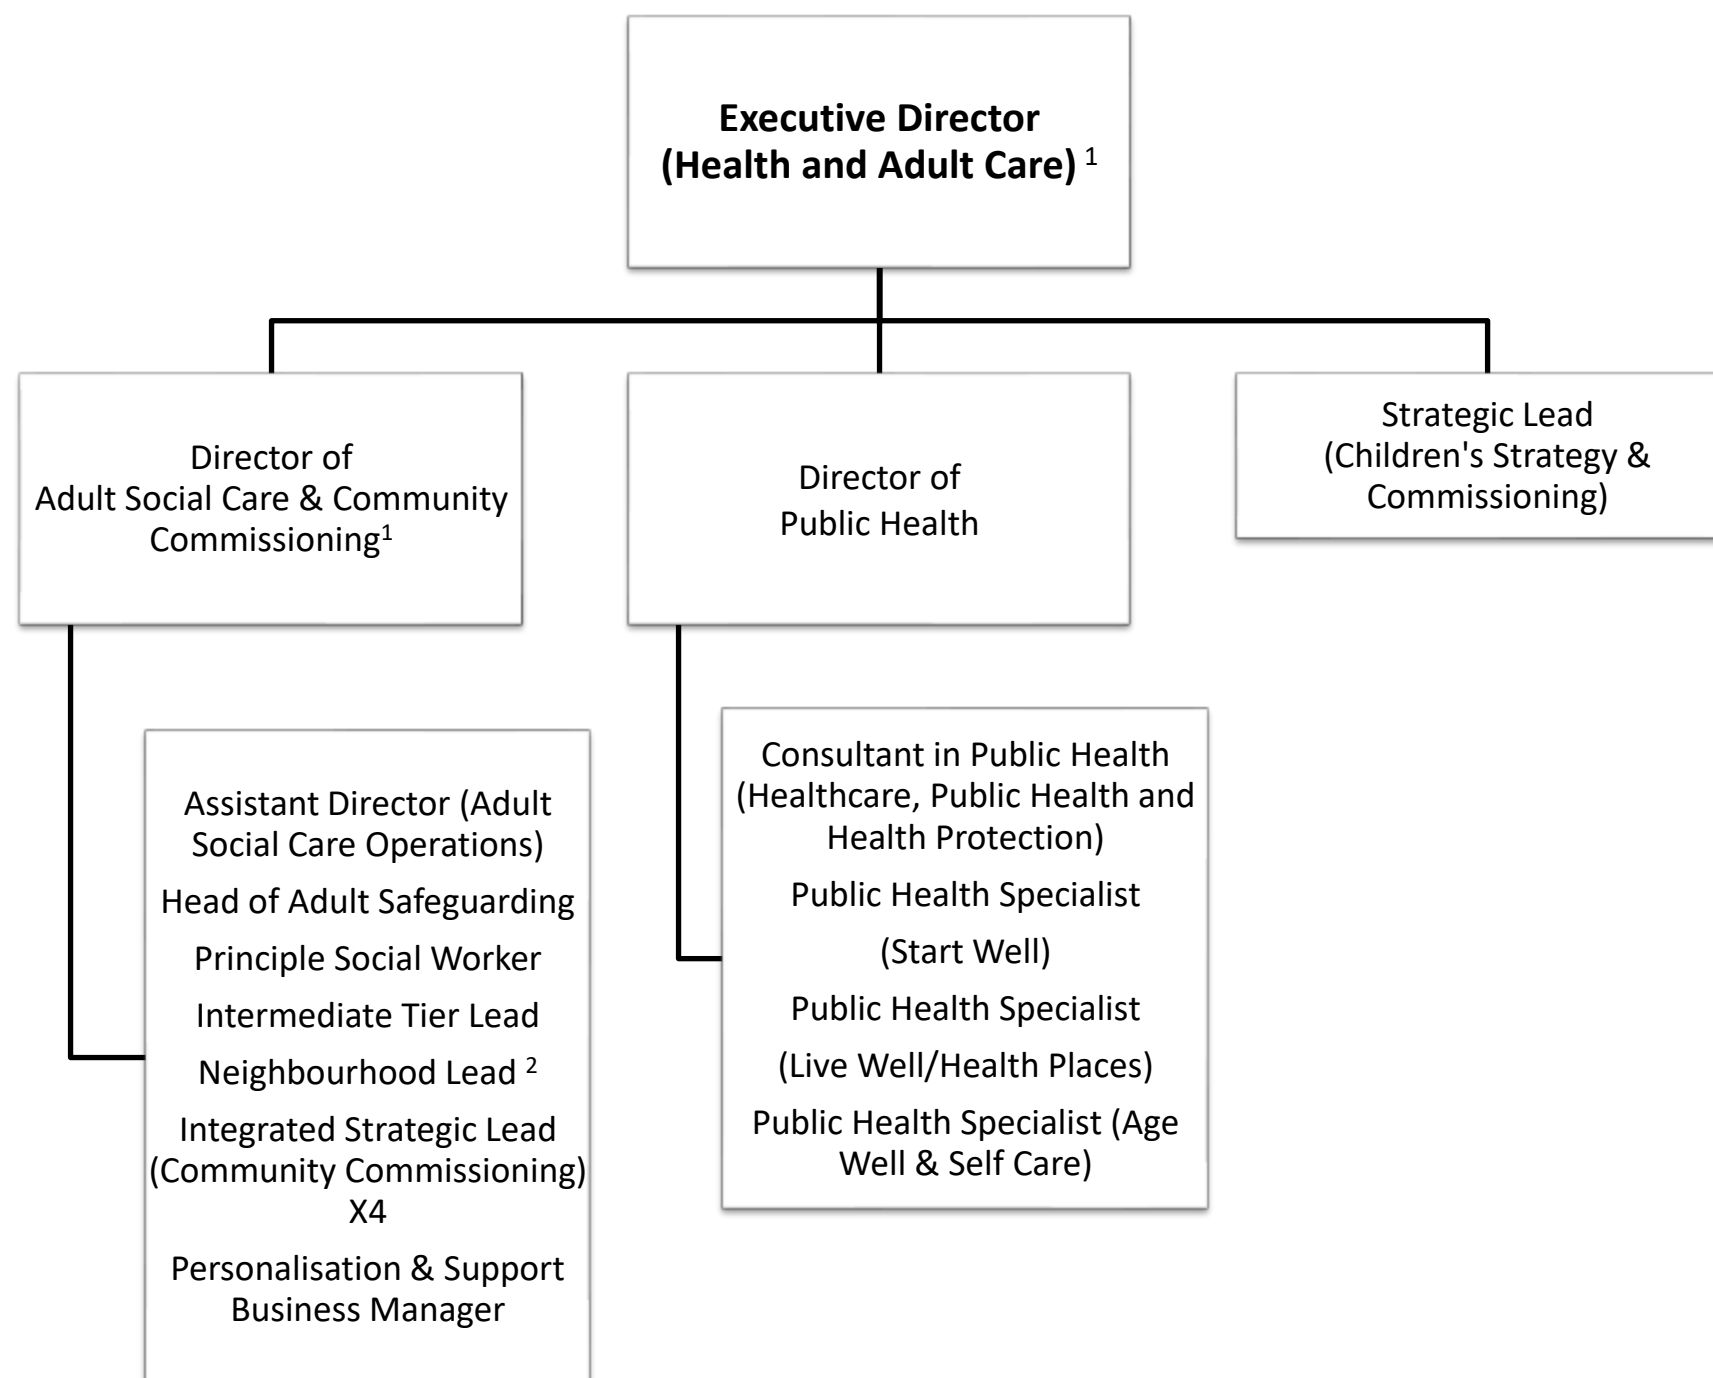 Executive Director
(Health and Adult Care) 1
Director of
Adult Social Care & Community
Commissioning1
Director of
Public Health
Strategic Lead
(Children's Strategy &
Commissioning)
Assistant Director (Adult
Social Care Operations)
Head of Adult Safeguarding
Principle Social Worker
Intermediate Tier Lead
Neighbourhood Lead 2
Integrated Strategic Lead
(Community Commissioning)
X4
Personalisation & Support
Business Manager
Consultant in Public Health
(Healthcare, Public Health and
Health Protection)
Public Health Specialist
(Start Well)
Public Health Specialist
(Live Well/Health Places)
Public Health Specialist (Age
Well & Self Care)